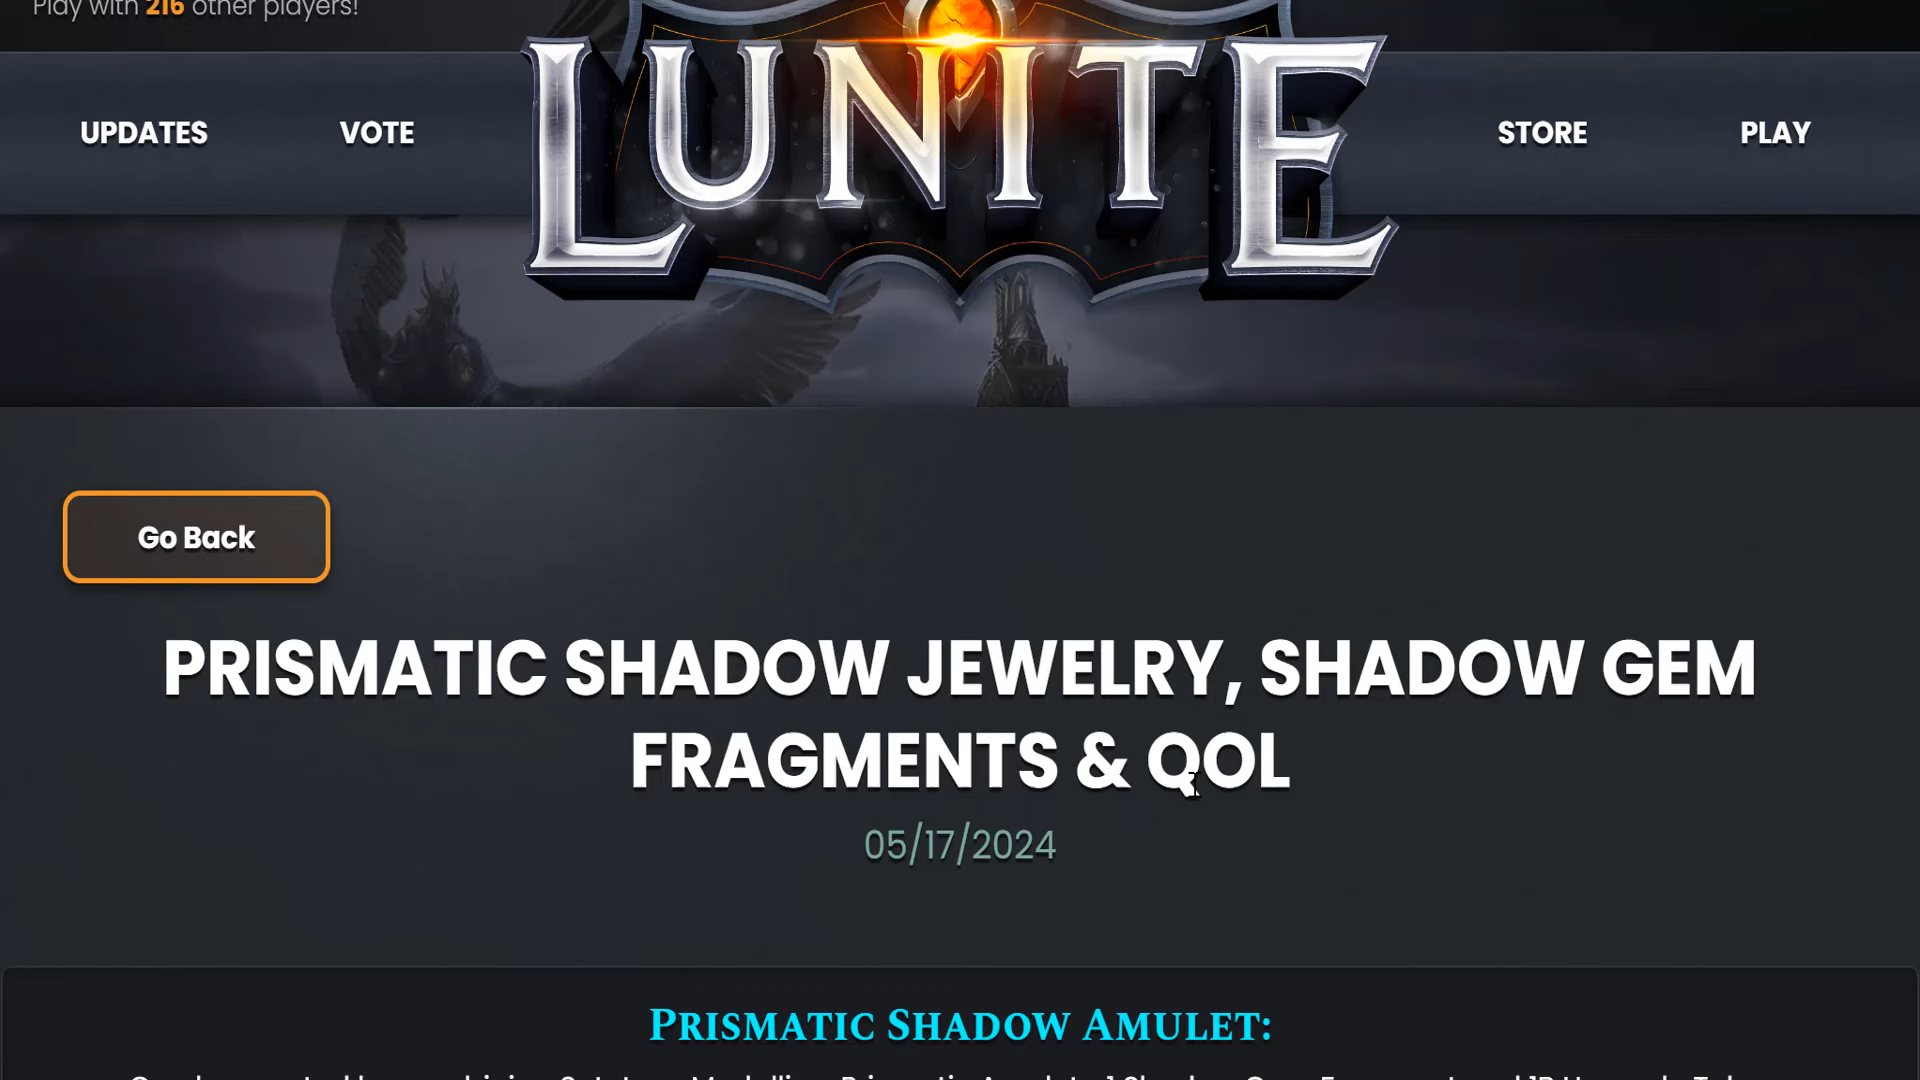 Play with 216 other players!
UPDATES
VOTE
LUNITE
STORE
PLAY
Go Back
PRISMATIC SHADOW JEWELRY, SHADOW GEM
FRAGMENTS & QOL
05/17/2024
PRISMATIC SHADOW AMULET: